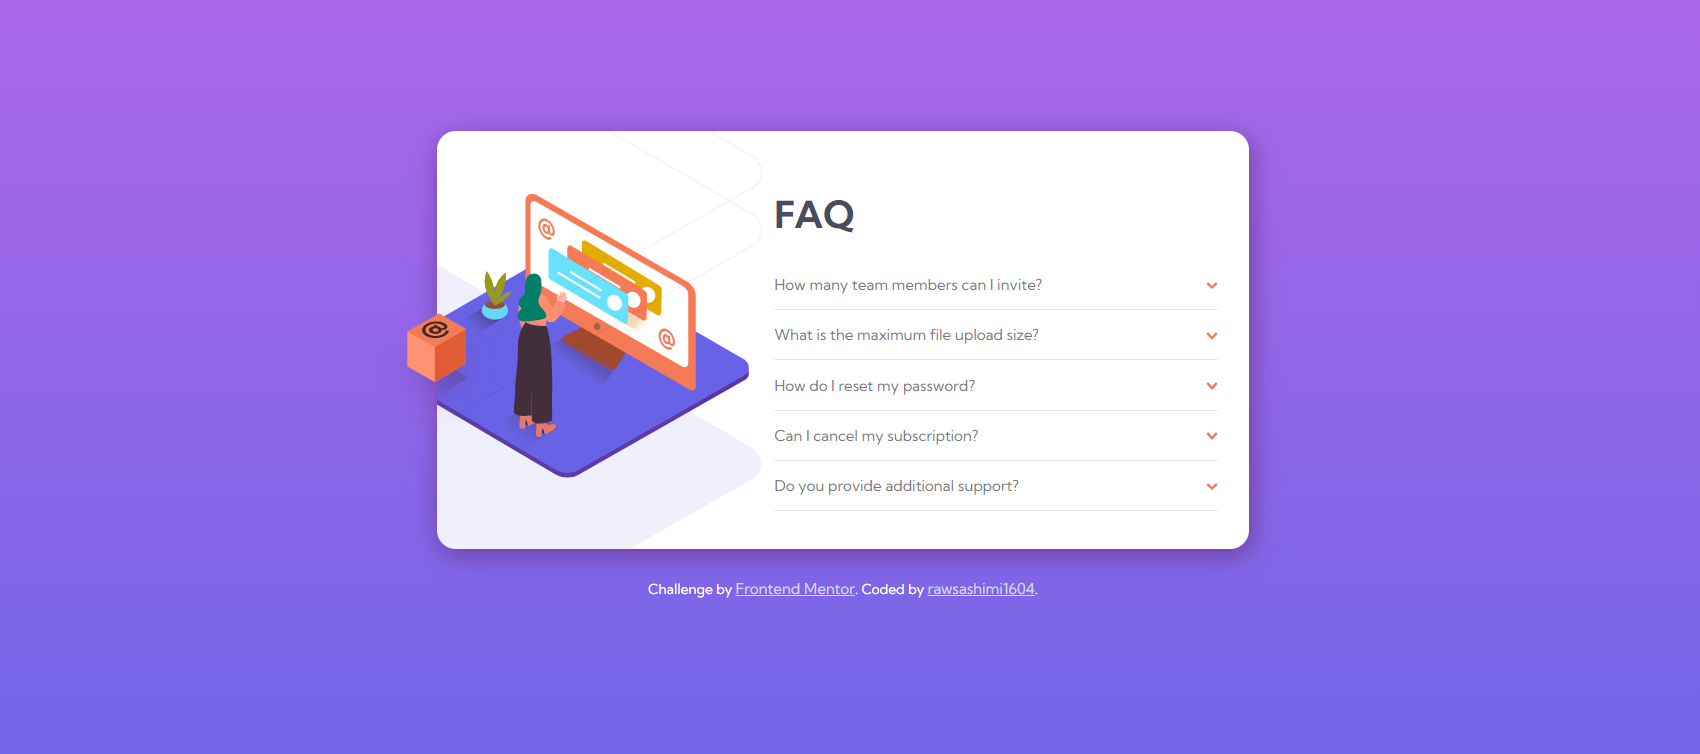 @
@
@
FAQ
How many team members can I invite?
What is the maximum file upload size?
How do I reset my password?
Can I cancel my subscription?
Do you provide additional support?
Challenge by Frontend Mentor. Coded by rawsashimi1604.